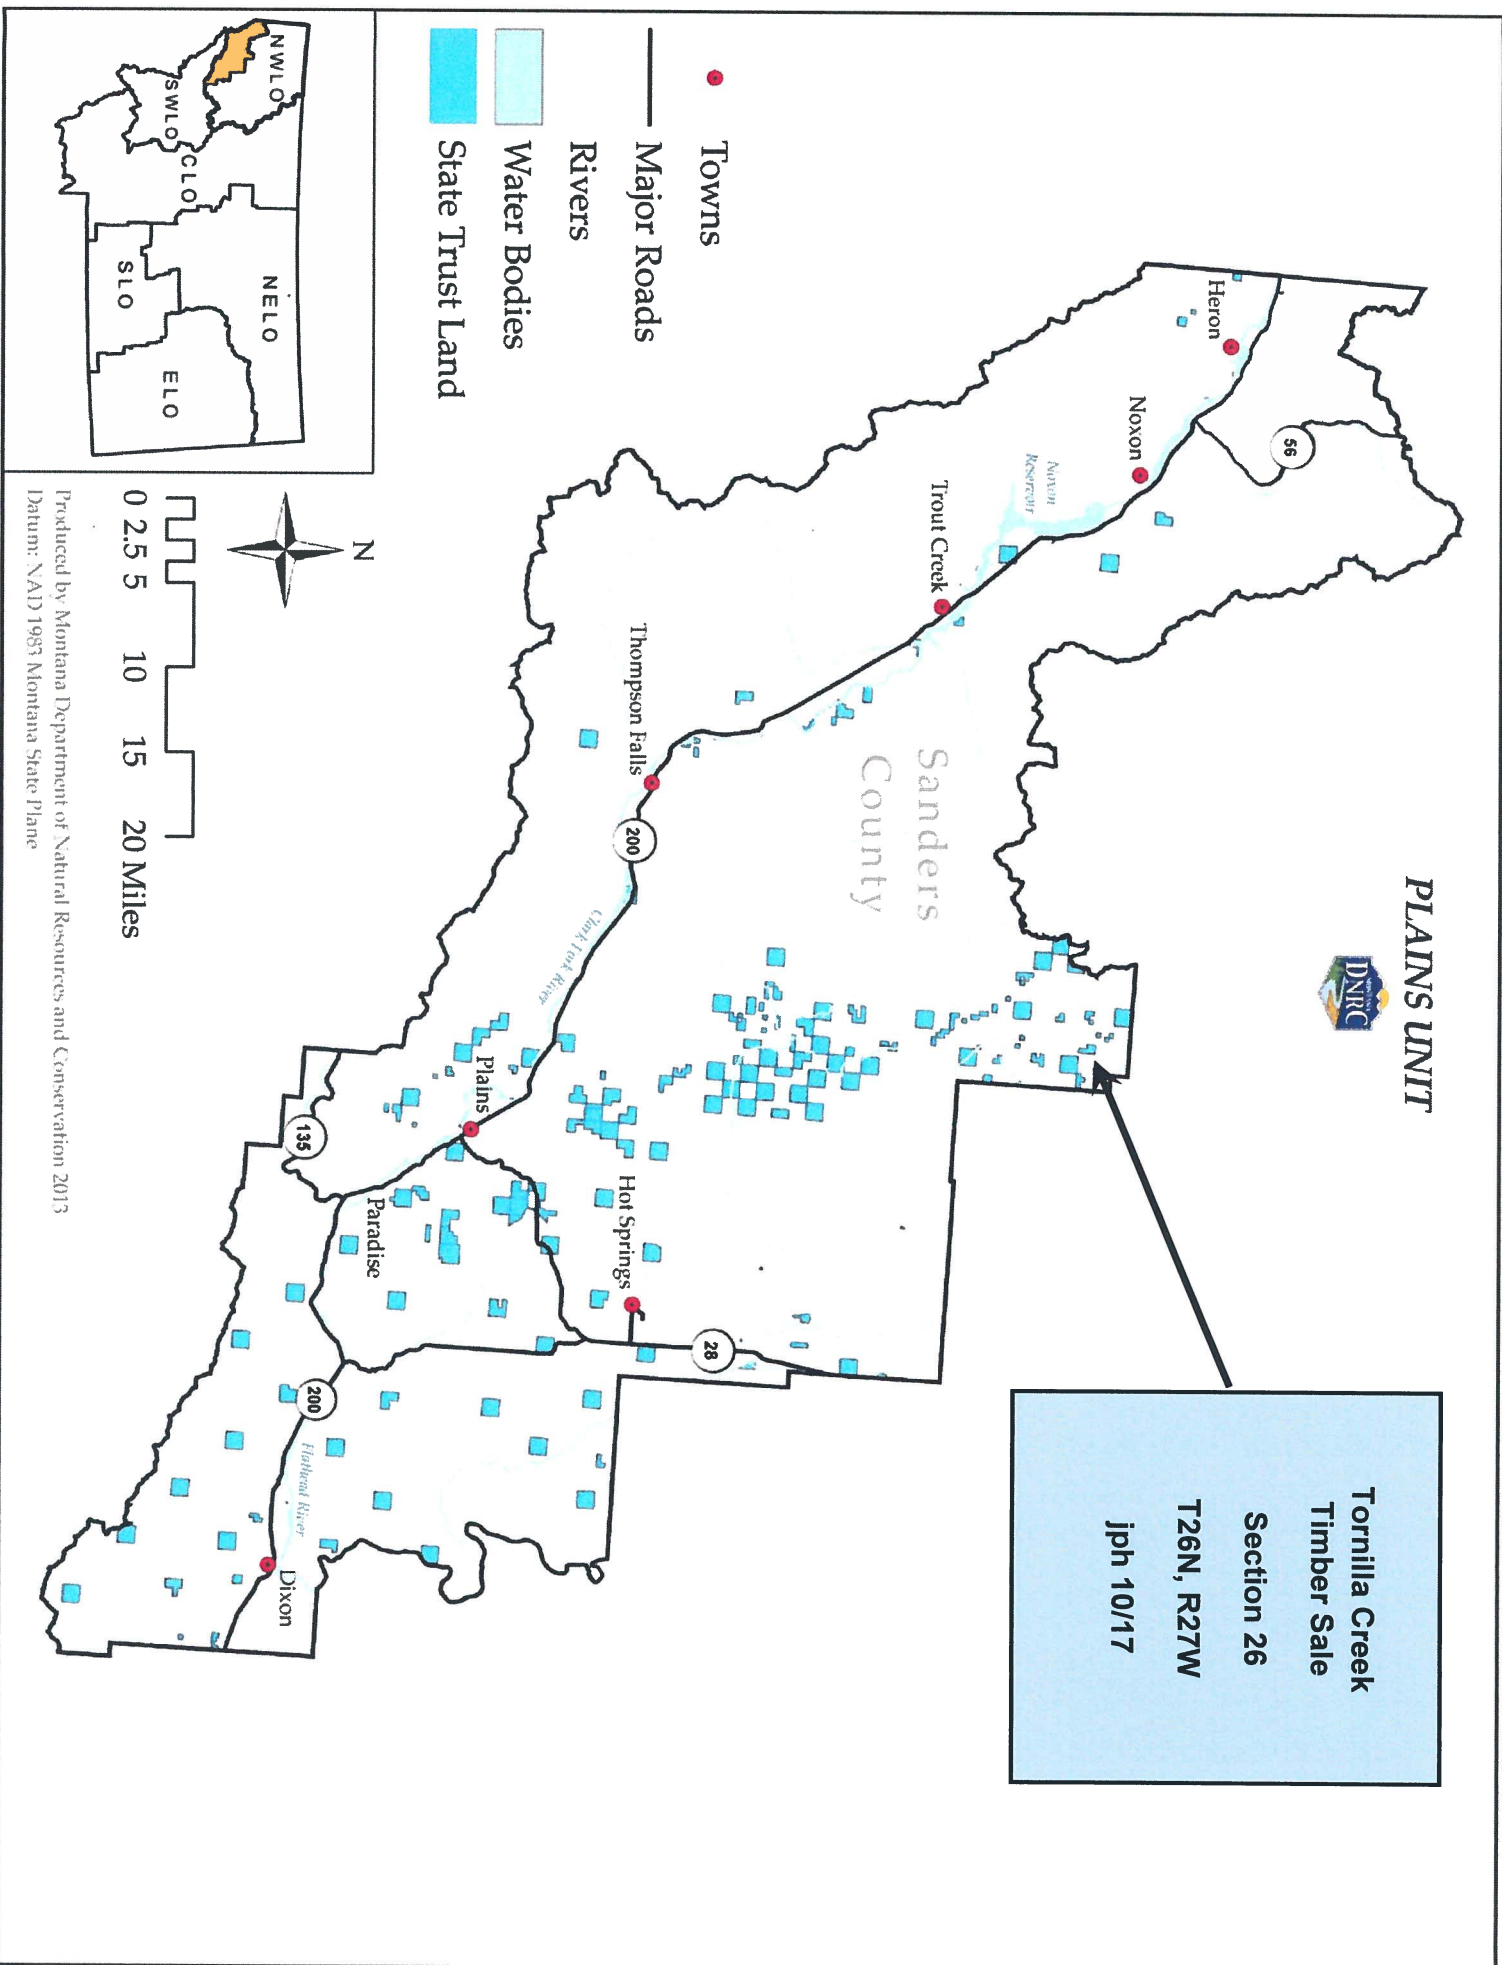 PLAINS UNIT
MONTANA
DNRC
Tornilla Creek
Timber Sale
Section 26
T26N, R27W
jph 10/17
56
Heron
Noxon
Noxon
Reservoir
Trout Creek
Sanders
County
Thompson Falls
200
Clark Fork River
Plains
135
Paradise
Hot Springs
28
200
Flathead River
Dixon
Towns
Major Roads
Rivers
Water Bodies
State Trust Land
NWLO
SWLO
CLO
NELO
SLO
ELO
N
0 2.5 5 10 15 20 Miles
Produced by Montana Department of Natural Resources and Conservation 2013
Datum: NAD 1983 Montana State Plane